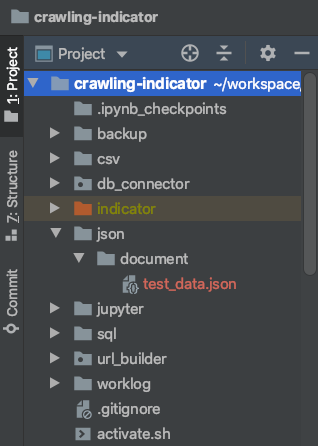 crawling-indicator
Project
1: Project
crawling-indicator ~/workspace/
.ipynb_checkpoints
backup
csv
db_connector
7: Structure
indicator
json
document
test_data.json
Commit
jupyter
sql
url_builder
worklog
.gitignore
activate.sh